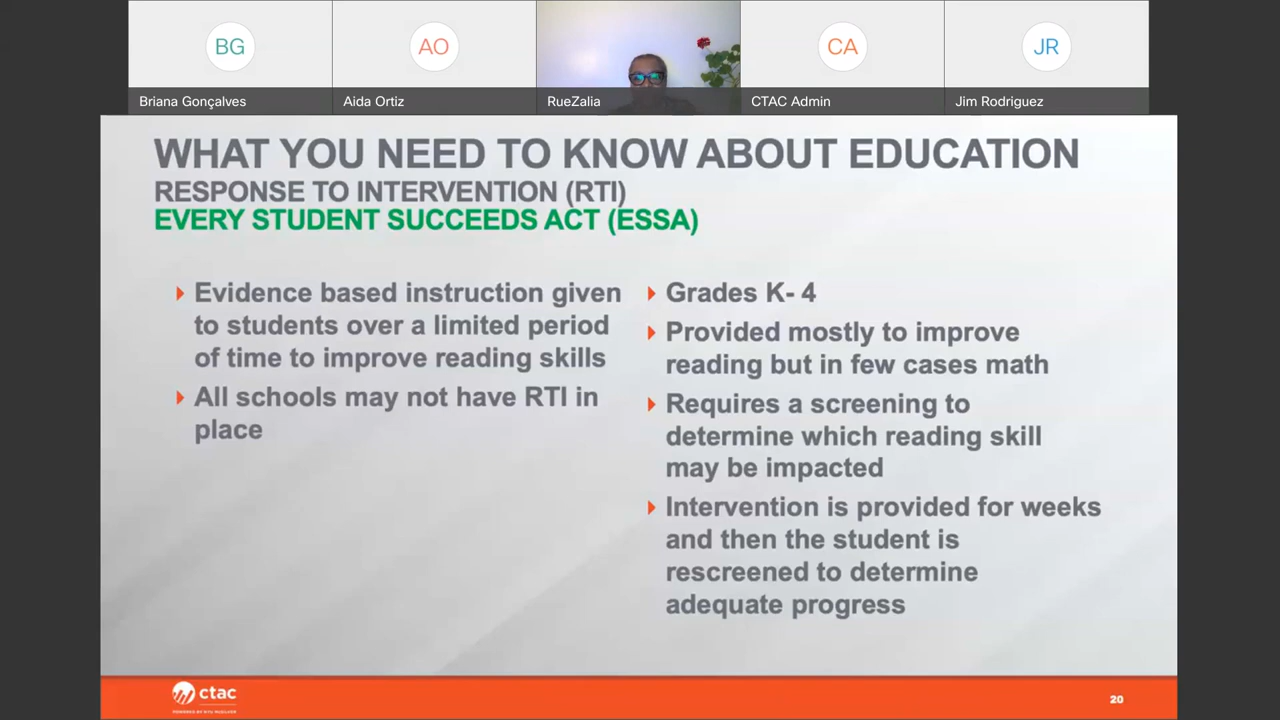 BG
AO
CA
JR
Briana Gonçalves
Aida Ortiz
RueZalia
CTAC Admin
Jim Rodriguez
WHAT YOU NEED TO KNOW ABOUT EDUCATION
RESPONSE TO INTERVENTION (RTI)
EVERY STUDENT SUCCEEDS ACT (ESSA)
Evidence based instruction given
to students over a limited period
of time to improve reading skills
All schools may not have RTI in
place
Grades K- 4
Provided mostly to improve
reading but in few cases math
Requires a screening to
determine which reading skill
may be impacted
Intervention is provided for weeks
and then the student is
rescreened to determine
adequate progress
ctac
POWERED BY NYU MCSILVER
20